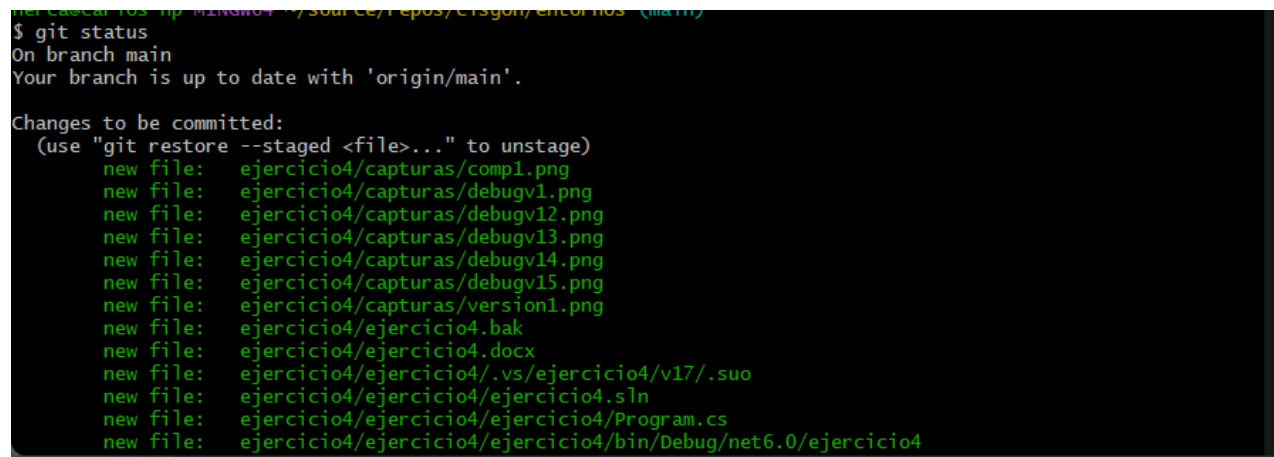 $ git status
On branch main
Your branch is up to date with 'origin/main'.
Changes to be committed:
(use "git restore --staged <file>..." to unstage)
new file: ejercicio4/capturas/comp1.png
new file: ejercicio4/capturas/debugv1.png
new file: ejercicio4/capturas/debugv12.png
new file: ejercicio4/capturas/debugv13.png
new file: ejercicio4/capturas/debugv14.png
new file: ejercicio4/capturas/debugv15.png
new file: ejercicio4/capturas/version1.png
new file: ejercicio4/ejercicio4.bak
new file: ejercicio4/ejercicio4.docx
new file: ejercicio4/ejercicio4/.vs/ejercicio4/v17/.suo
new file: ejercicio4/ejercicio4/ejercicio4.sln
new file: ejercicio4/ejercicio4/ejercicio4/Program.cs
new file: ejercicio4/ejercicio4/ejercicio4/bin/Debug/net6.0/ejercicio4